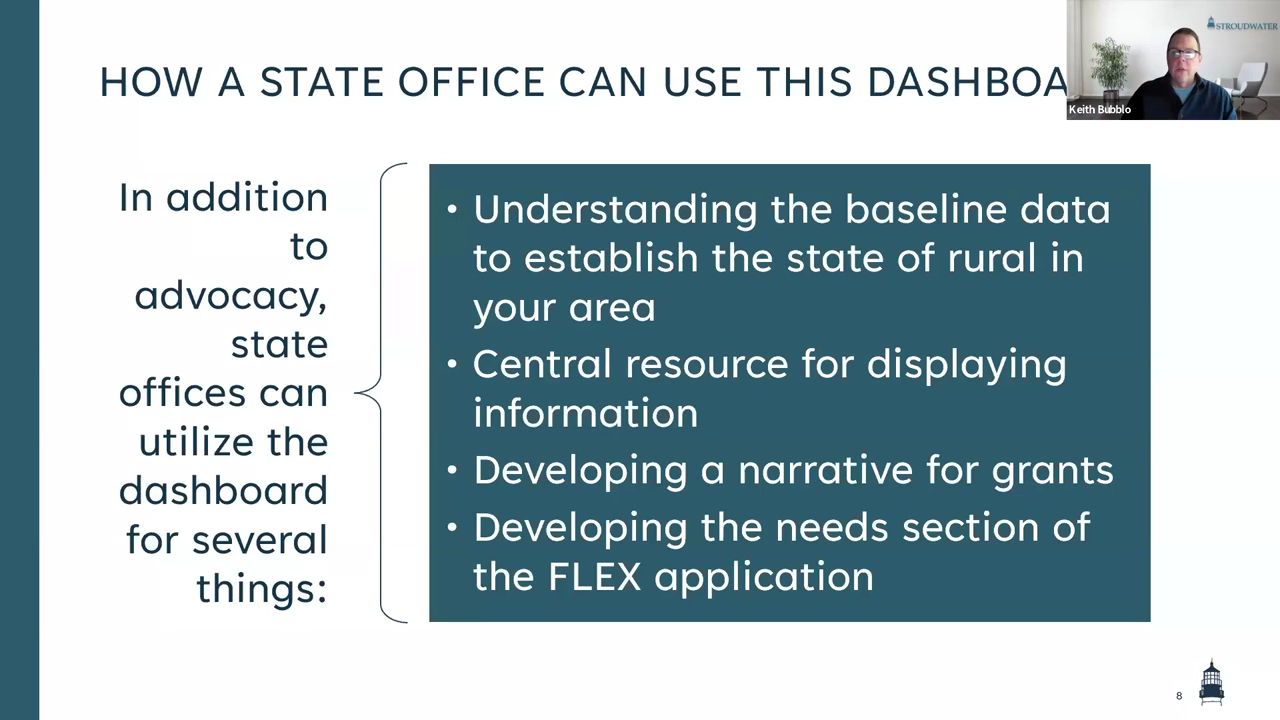 HOW A STATE OFFICE CAN USE THIS DASHBOA
STROUDWATER
Keith Bubblo
In addition
to
advocacy,
state
offices can
utilize the
dashboard
for several
things:
• Understanding the baseline data
to establish the state of rural in
your area
• Central resource for displaying
information
• Developing a narrative for grants
• Developing the needs section of
the FLEX application
8